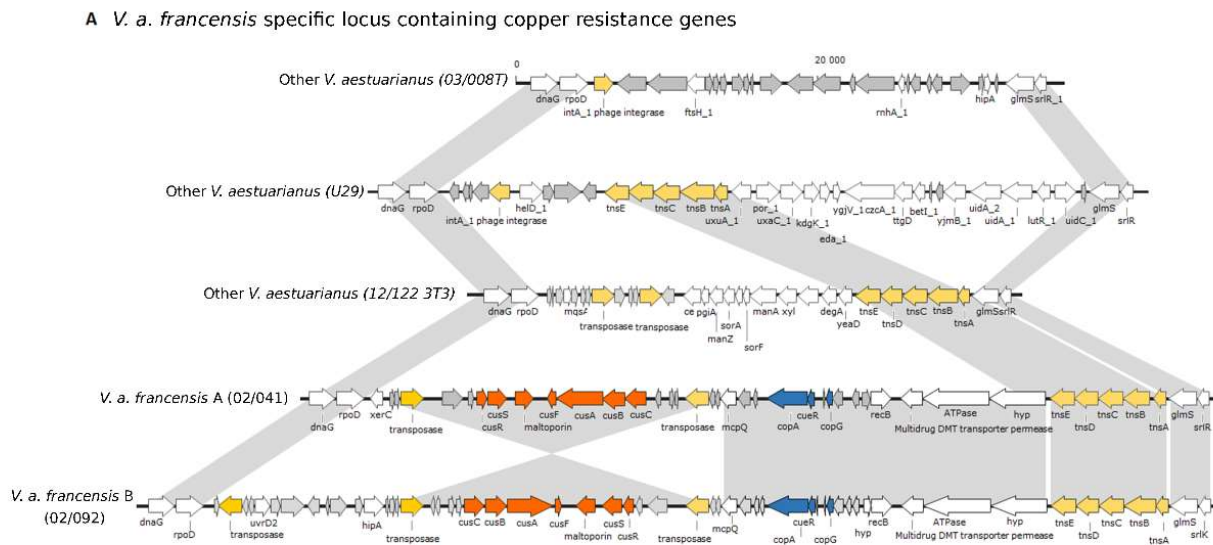 A V. a. francensis specific locus containing copper resistance genes
0 20 000
Other V. aestuarianus (03/008T)
dnaG rpoD ftsH_1 rnhA_1 hipA glmS srlR_1
intA_1 phage integrase
Other V. aestuarianus (U29)
dnaG rpoD helD_1 tnsE tnsC tnsB tnsA por_1 ygjV_1 czcA_1 betI_1 uidA_2 glmS
intA_1 phage integrase uxuA_1 uxaC_1 ttgD yjmB_1 uidA_1 lutR_1 uidC_1 srlR
kdgK_1
eda_1
Other V. aestuarianus (12/122 3T3)
dnaG rpoD mqsA ce pgiA sorA manA xyl degA tnsE tnsC tnsB glmS srlR
transposase transposase manZ yeaD tnsD tnsA
sorF
V. a. francensis A (02/041)
rpoD xerC cusS cusF cusA cusB cusC cueR recB ATPase hyp tnsE tnsC tnsB glmS
dnaG transposase cusR maltoporin transposase mcpQ copA copG Multidrug DMT transporter permease tnsD tnsA srlR
V. a. francensis B
(02/092)
dnaG uvrD2 hipA cusC cusB cusA cusF cusS mcpQ cueR recB ATPase hyp tnsE tnsC tnsB glmS
rpoD transposase transposase maltoporin cusR transposase copA copG hyp Multidrug DMT transporter permease tnsD tnsA srlK